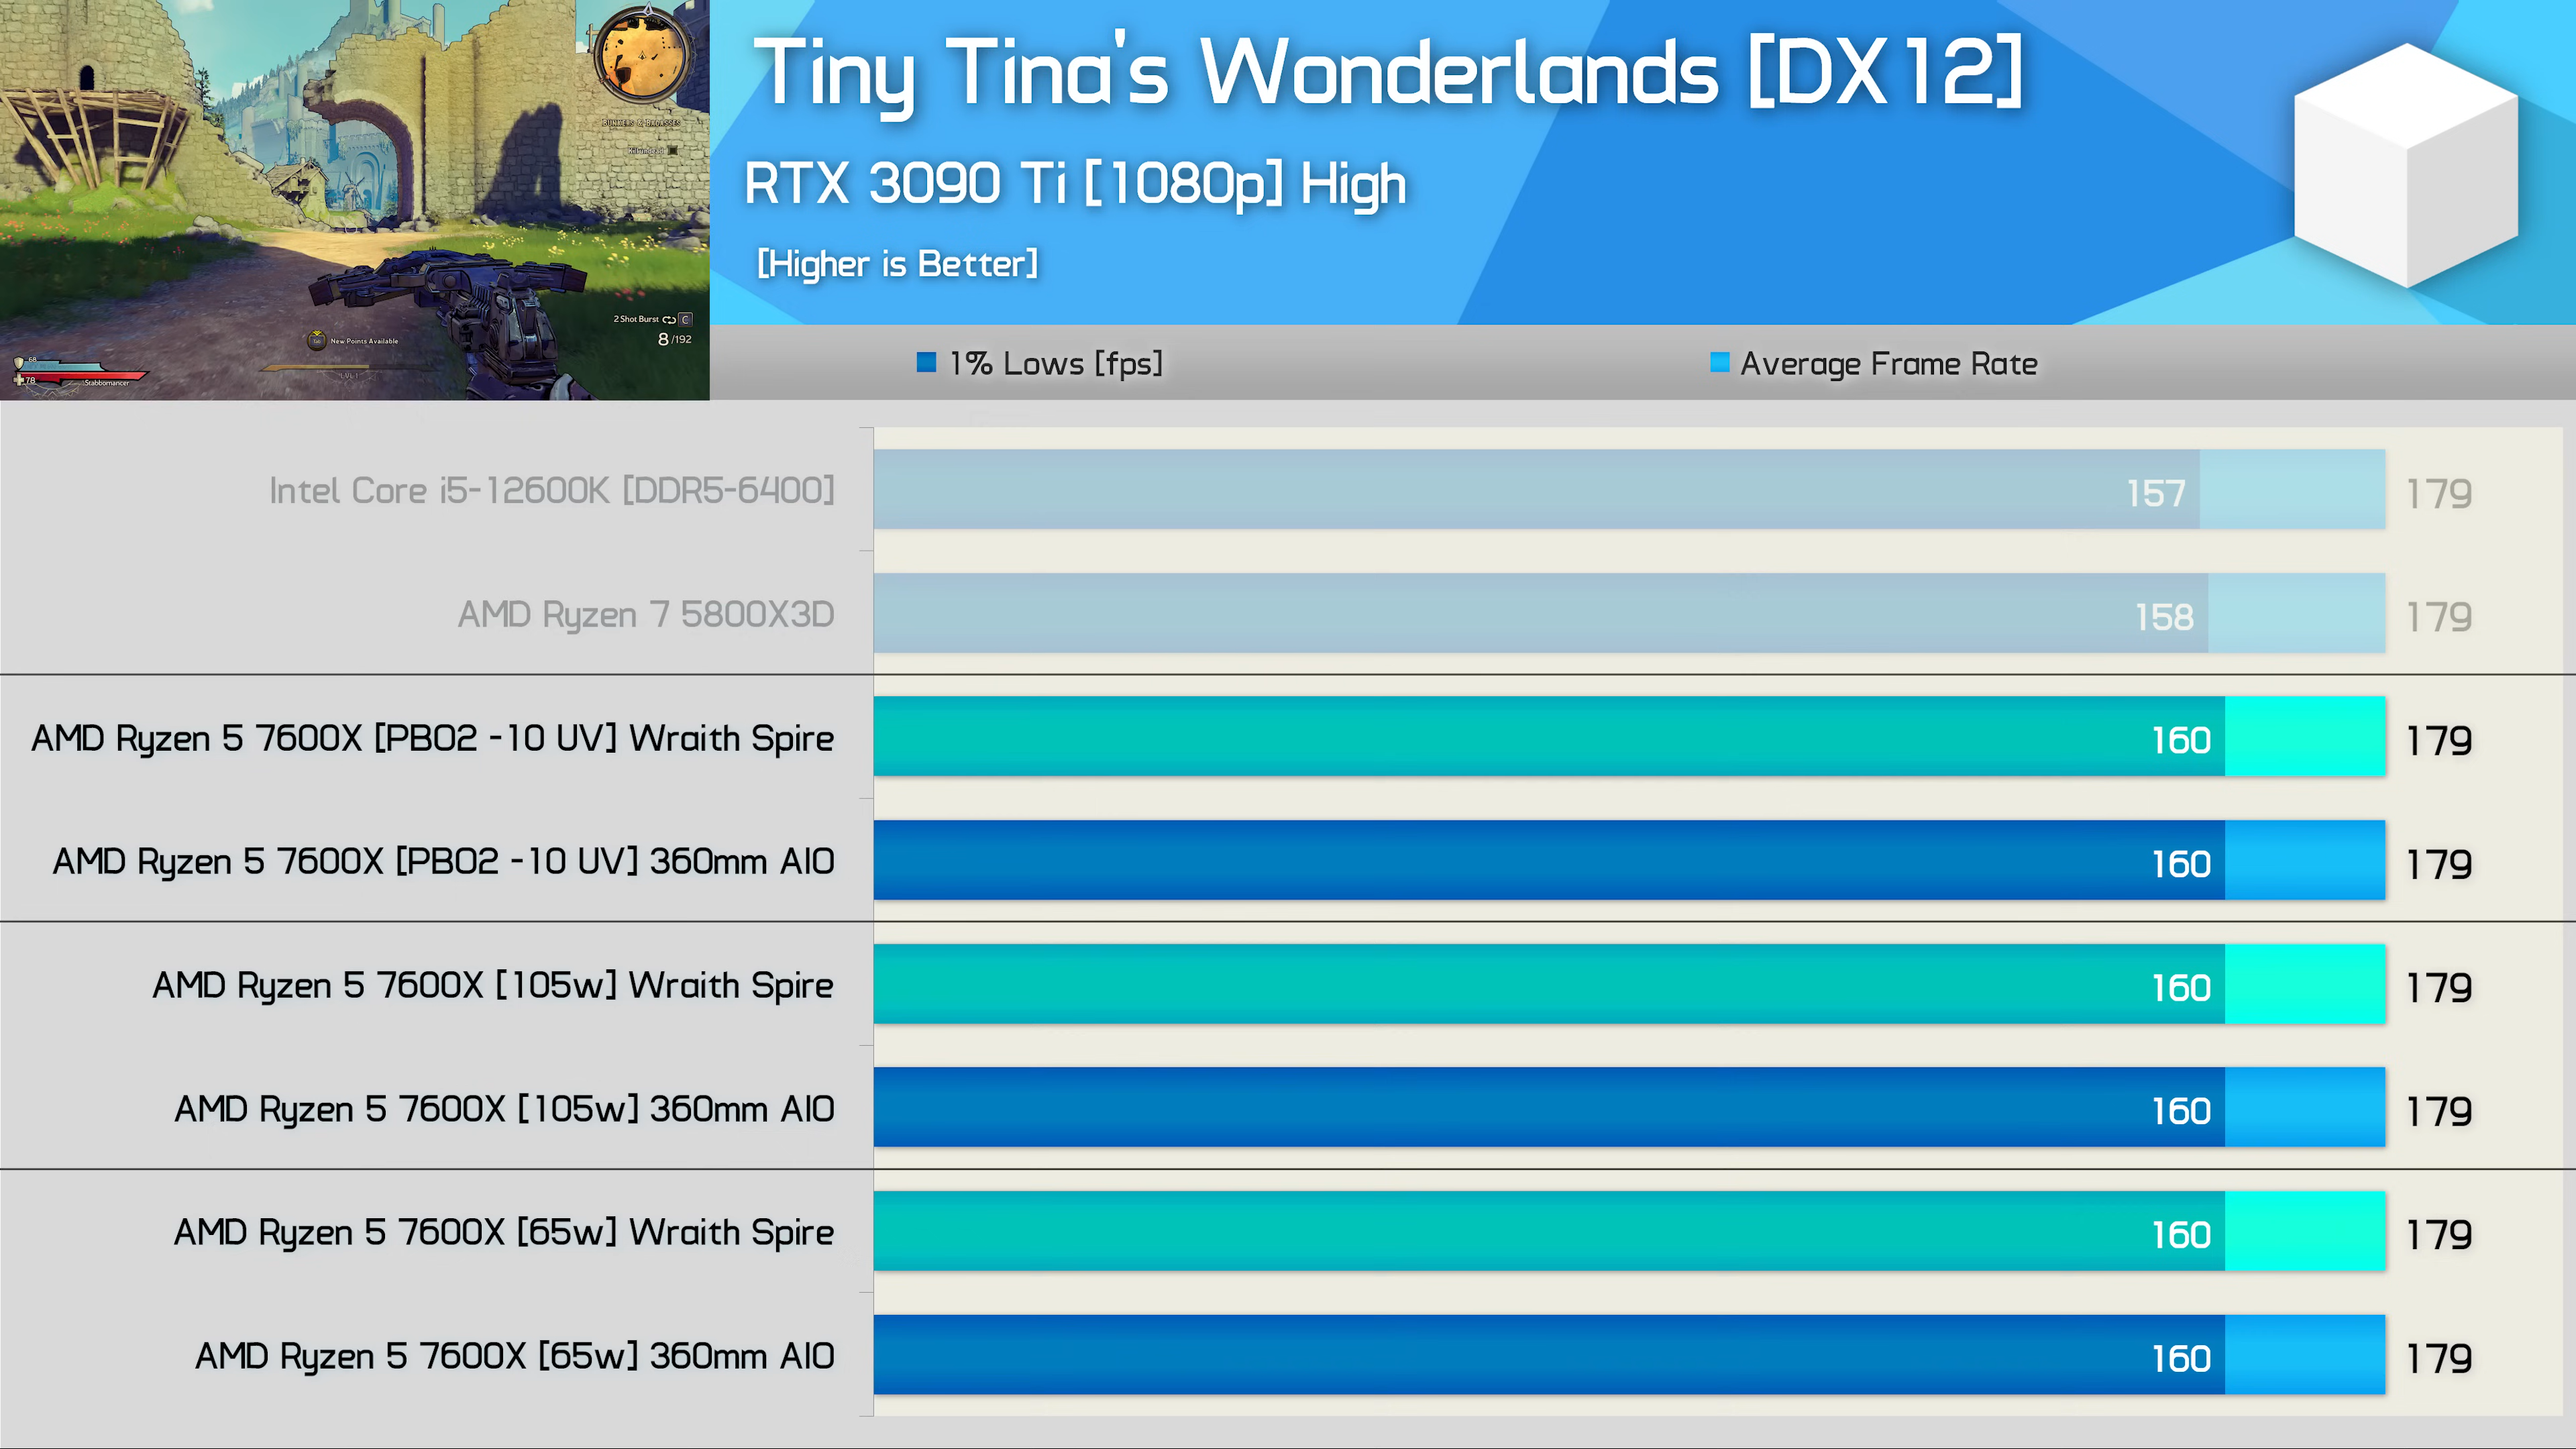 Tiny Tina's Wonderlands [DX12]
RTX 3090 Ti [1080p] High
[Higher is Better]
2 Shot Burst C
8/192
New Points Available
68
78
Stabbomancer
1% Lows [fps]
Average Frame Rate
Intel Core i5-12600K [DDR5-6400] 157 179
AMD Ryzen 7 5800X3D 158 179
AMD Ryzen 5 7600X [PBO2 -10 UV] Wraith Spire 160 179
AMD Ryzen 5 7600X [PBO2 -10 UV] 360mm AIO 160 179
AMD Ryzen 5 7600X [105w] Wraith Spire 160 179
AMD Ryzen 5 7600X [105w] 360mm AIO 160 179
AMD Ryzen 5 7600X [65w] Wraith Spire 160 179
AMD Ryzen 5 7600X [65w] 360mm AIO 160 179